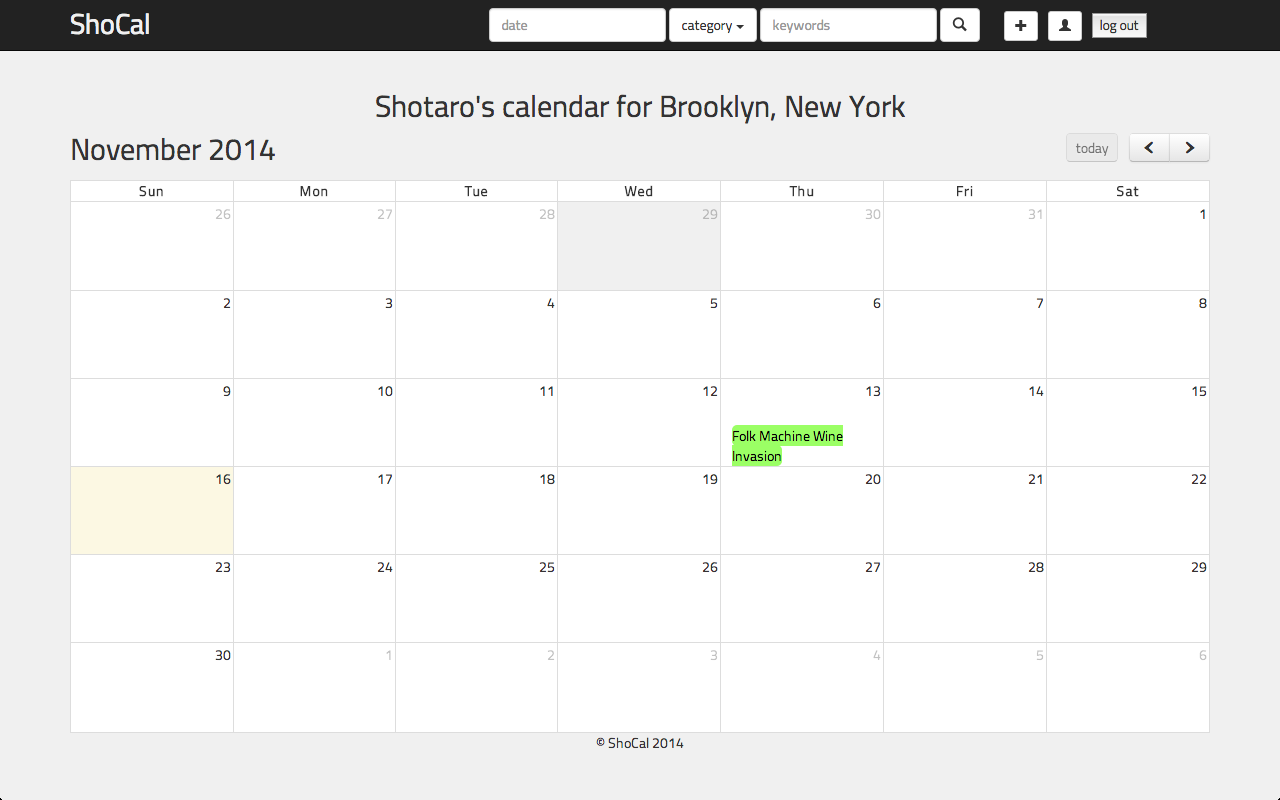 ShoCal date category keywords log out
Shotaro's calendar for Brooklyn, New York
November 2014 today
Sun Mon Tue Wed Thu Fri Sat
26 27 28 29 30 31 1
2 3 4 5 6 7 8
9 10 11 12 13 14 15
Folk Machine Wine
Invasion
16 17 18 19 20 21 22
23 24 25 26 27 28 29
30 1 2 3 4 5 6
© ShoCal 2014